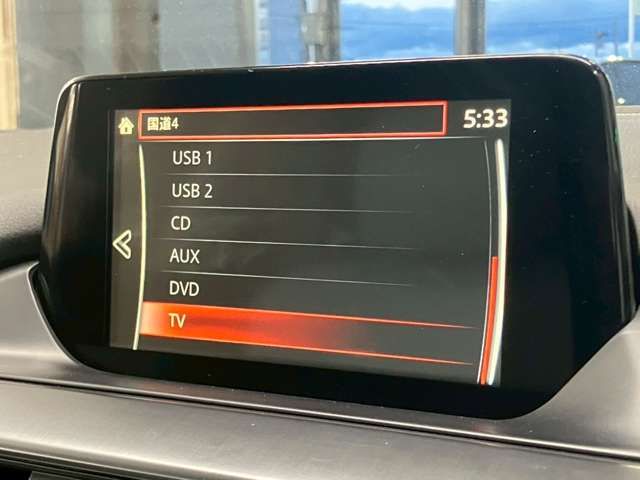 国道4
5:33
USB 1
USB 2
CD
AUX
DVD
TV